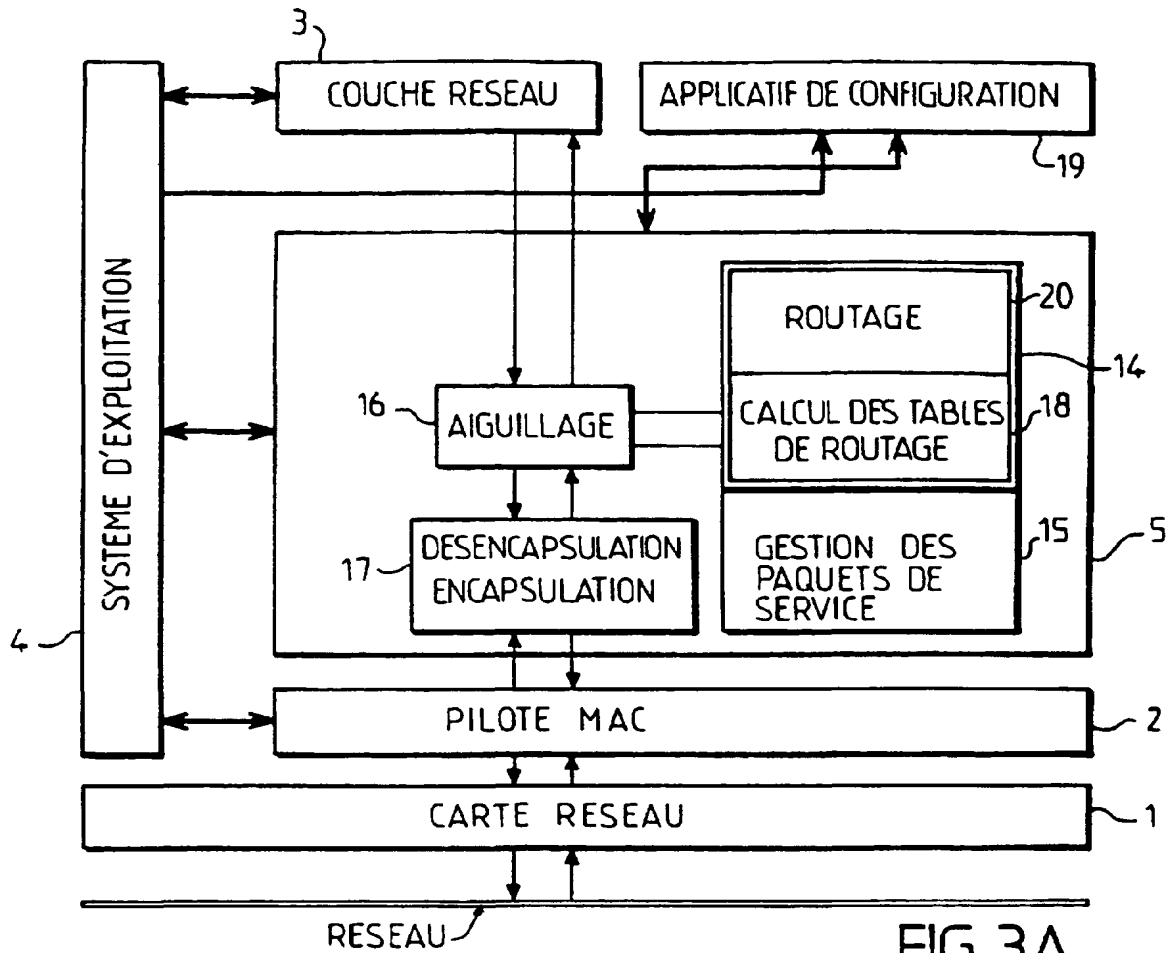 3
COUCHE RESEAU
APPLICATIF DE CONFIGURATION
19
SYSTEME D'EXPLOITATION
4
ROUTAGE
20
14
16
AIGUILLAGE
CALCUL DES TABLES
DE ROUTAGE
18
17
DESENCAPSULATION
ENCAPSULATION
GESTION DES
PAQUETS DE
SERVICE
15
5
PILOTE MAC
2
CARTE RESEAU
1
RESEAU
FIG. 3A